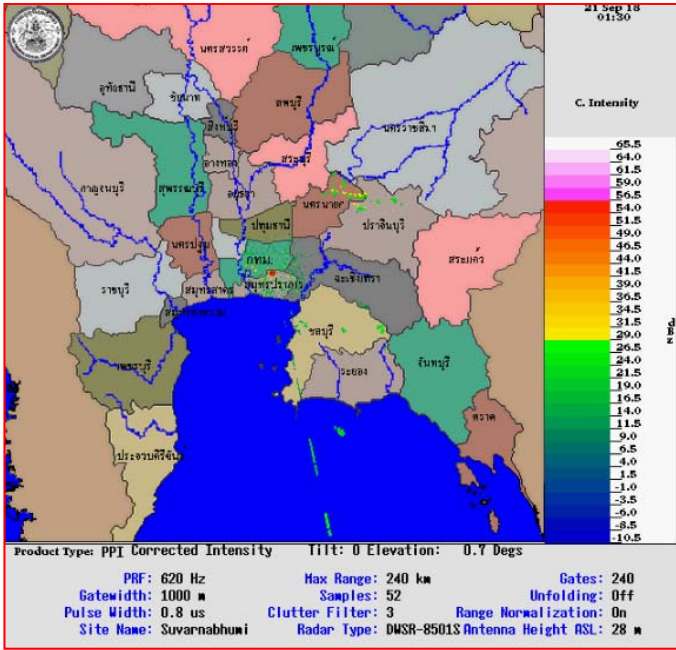 21 Sep 18
01:30
C. Intensity
นครสวรรค์
เพชรบูรณ์
อุทัยธานี
ชัยนาท
ลพบุรี
สิงห์บุรี
นครราชสีมา
อ่างทอง
สระบุรี
กาญจนบุรี
สุพรรณบุรี
อยุธยา
นครนายก
ปราจีนบุรี
ปทุมธานี
นครปฐม
กทม.
สระแก้ว
ฉะเชิงเทรา
ราชบุรี
สมุทรสาคร
สมุทรปราการ
ชลบุรี
เพชรบุรี
ระยอง
จันทบุรี
ตราด
ประจวบคีรีขันธ์
65.5
64.0
61.5
59.0
56.5
54.0
51.5
49.0
46.5
44.0
41.5
39.0
36.5
34.0
31.5
29.0
26.5
24.0
21.5
19.0
16.5
14.0
11.5
9.0
6.5
4.0
1.5
-1.0
-3.5
-6.0
-8.5
-10.5
Product Type: PPI Corrected Intensity Tilt: 0 Elevation: 0.7 Degs
PRF: 620 Hz Max Range: 240 km Gates: 240
Gatewidth: 1000 m Samples: 52 Unfolding: Off
Pulse Width: 0.8 us Clutter Filter: 3 Range Normalization: On
Site Name: Suvarnabhumi Radar Type: DWSR-8501S Antenna Height ASL: 28 m